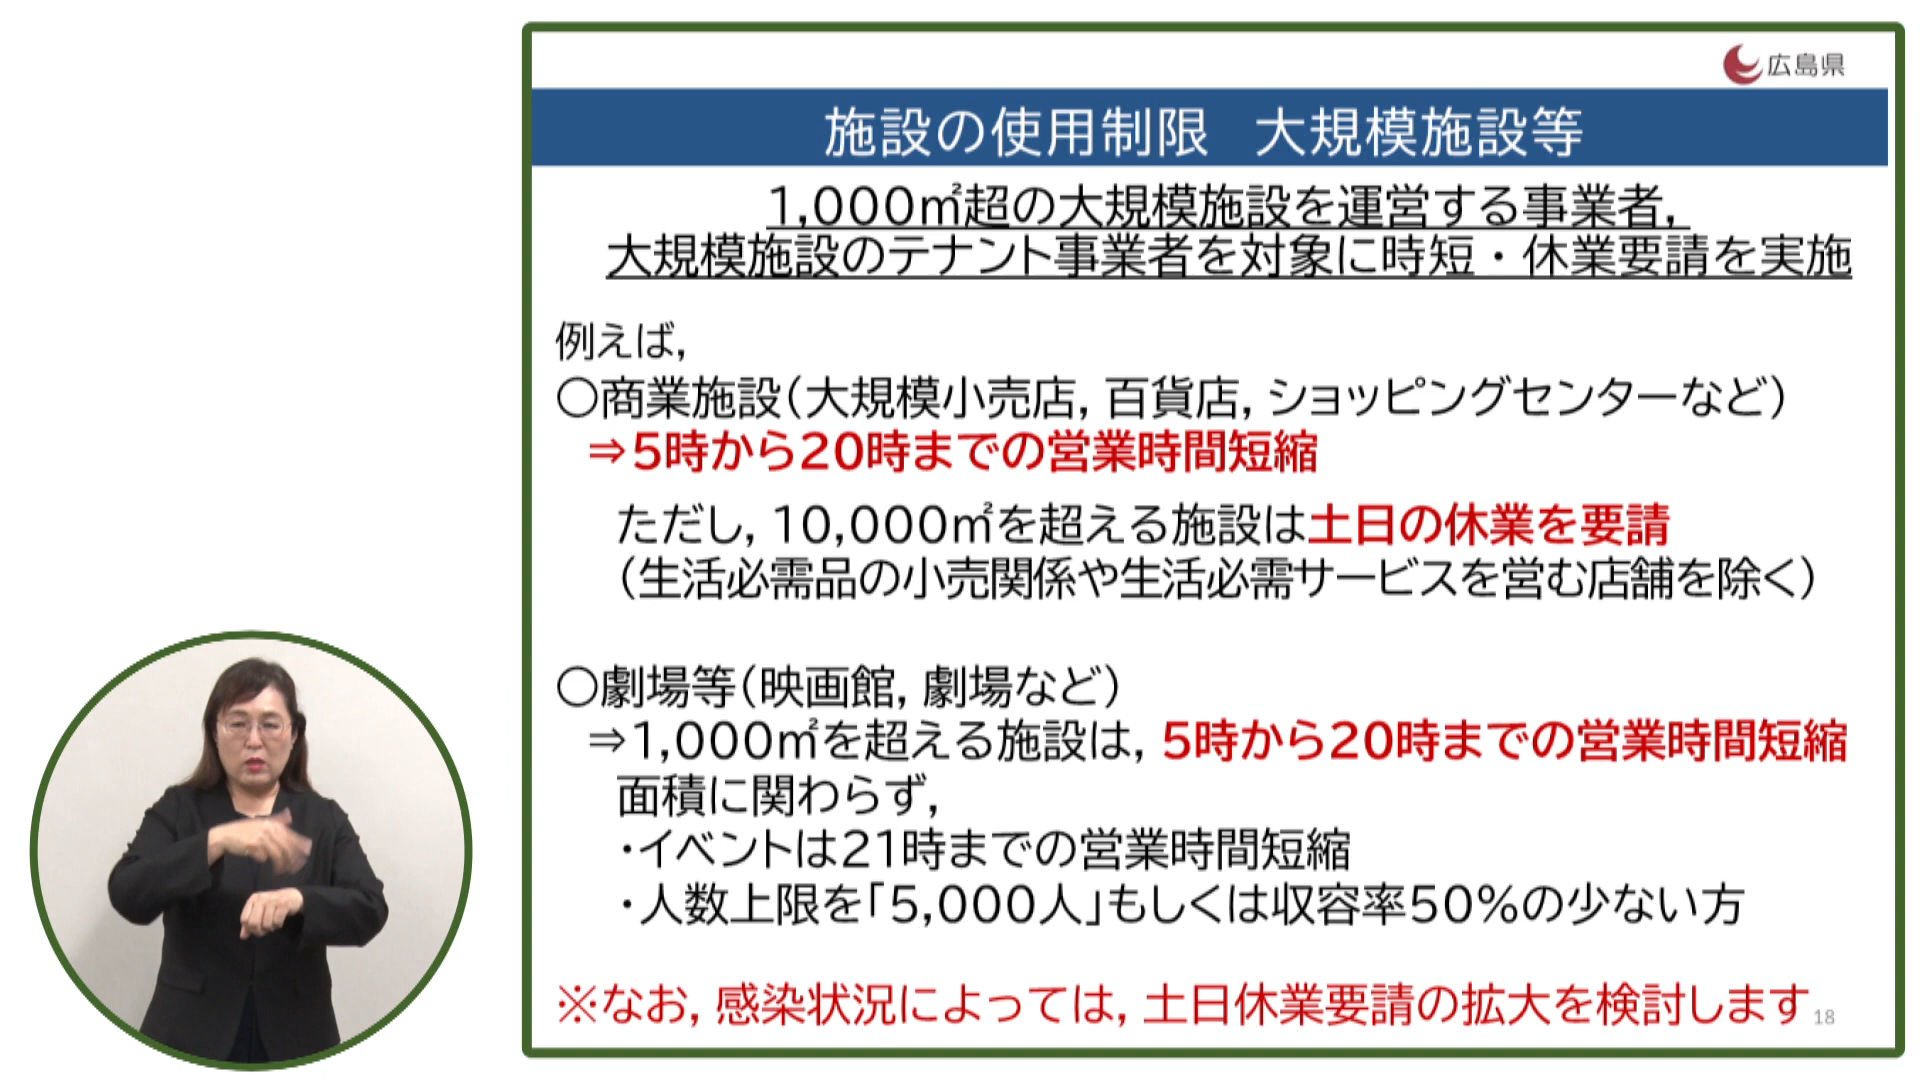 広島県
施設の使用制限　大規模施設等
1,000㎡超の大規模施設を運営する事業者,
大規模施設のテナント事業者を対象に時短・休業要請を実施
例えば,
○商業施設（大規模小売店, 百貨店, ショッピングセンターなど）
⇒5時から20時までの営業時間短縮
ただし, 10,000㎡を超える施設は土日の休業を要請
（生活必需品の小売関係や生活必需サービスを営む店舗を除く）
○劇場等（映画館, 劇場など）
⇒1,000㎡を超える施設は, 5時から20時までの営業時間短縮
面積に関わらず,
・イベントは21時までの営業時間短縮
・人数上限を「5,000人」もしくは収容率50%の少ない方
※なお, 感染状況によっては, 土日休業要請の拡大を検討します
18